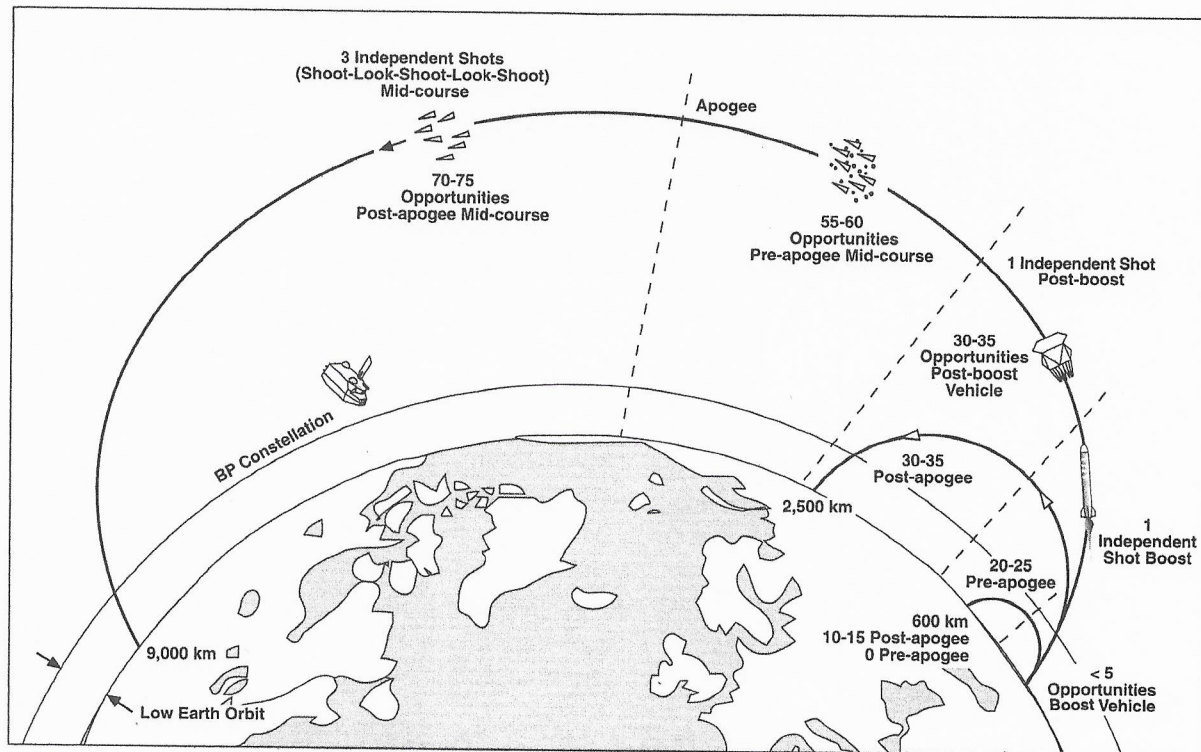 3 Independent Shots
(Shoot-Look-Shoot-Look-Shoot)
Mid-course
Apogee
70-75
Opportunities
Post-apogee Mid-course
55-60
Opportunities
Pre-apogee Mid-course
1 Independent Shot
Post-boost
30-35
Opportunities
Post-boost
Vehicle
BP Constellation
30-35
Post-apogee
2,500 km
1
Independent
Shot Boost
20-25
Pre-apogee
600 km
10-15 Post-apogee
0 Pre-apogee
9,000 km
< 5
Opportunities
Boost Vehicle
Low Earth Orbit